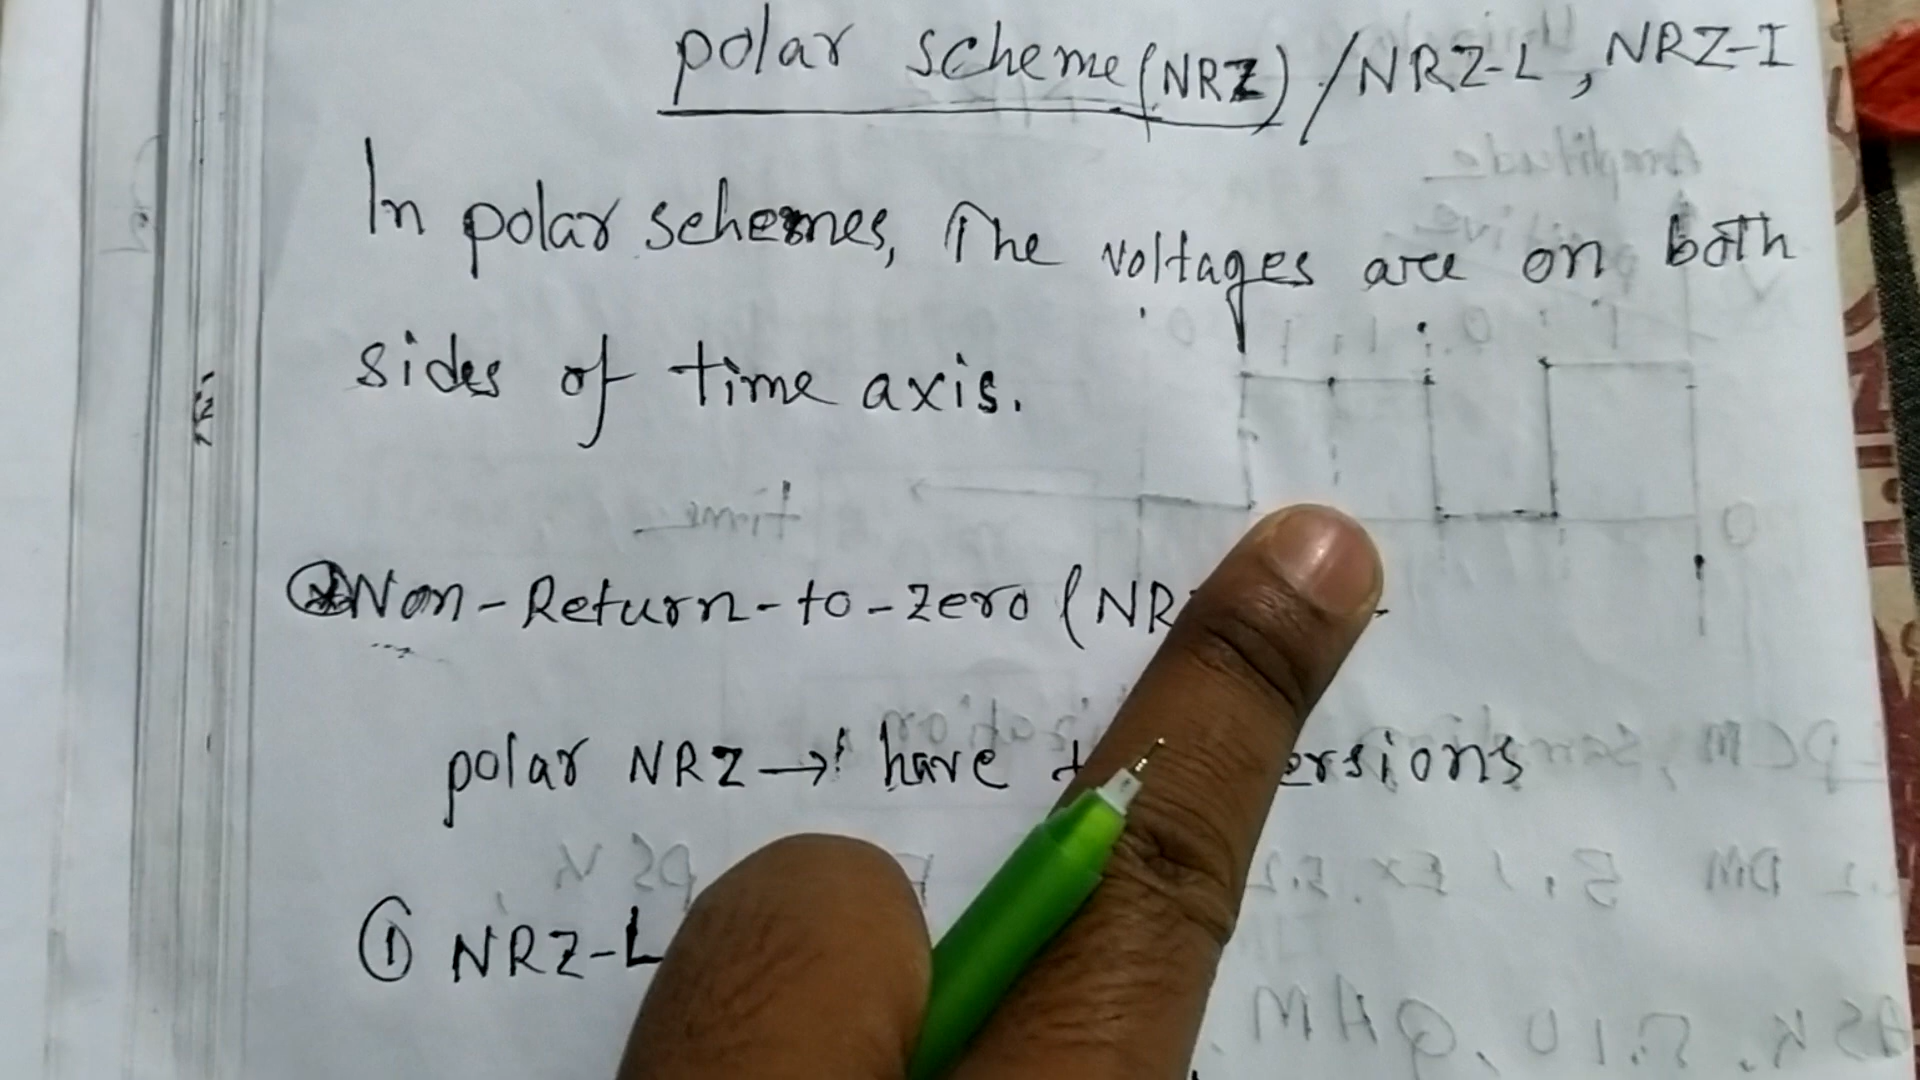 polar scheme (NRZ) / NRZ-L, NRZ-I
In polar schemes, The voltages are on both
sides of time axis.
Non-Return-to-zero (NR
polar NRZ → have ersions
① NRZ-L